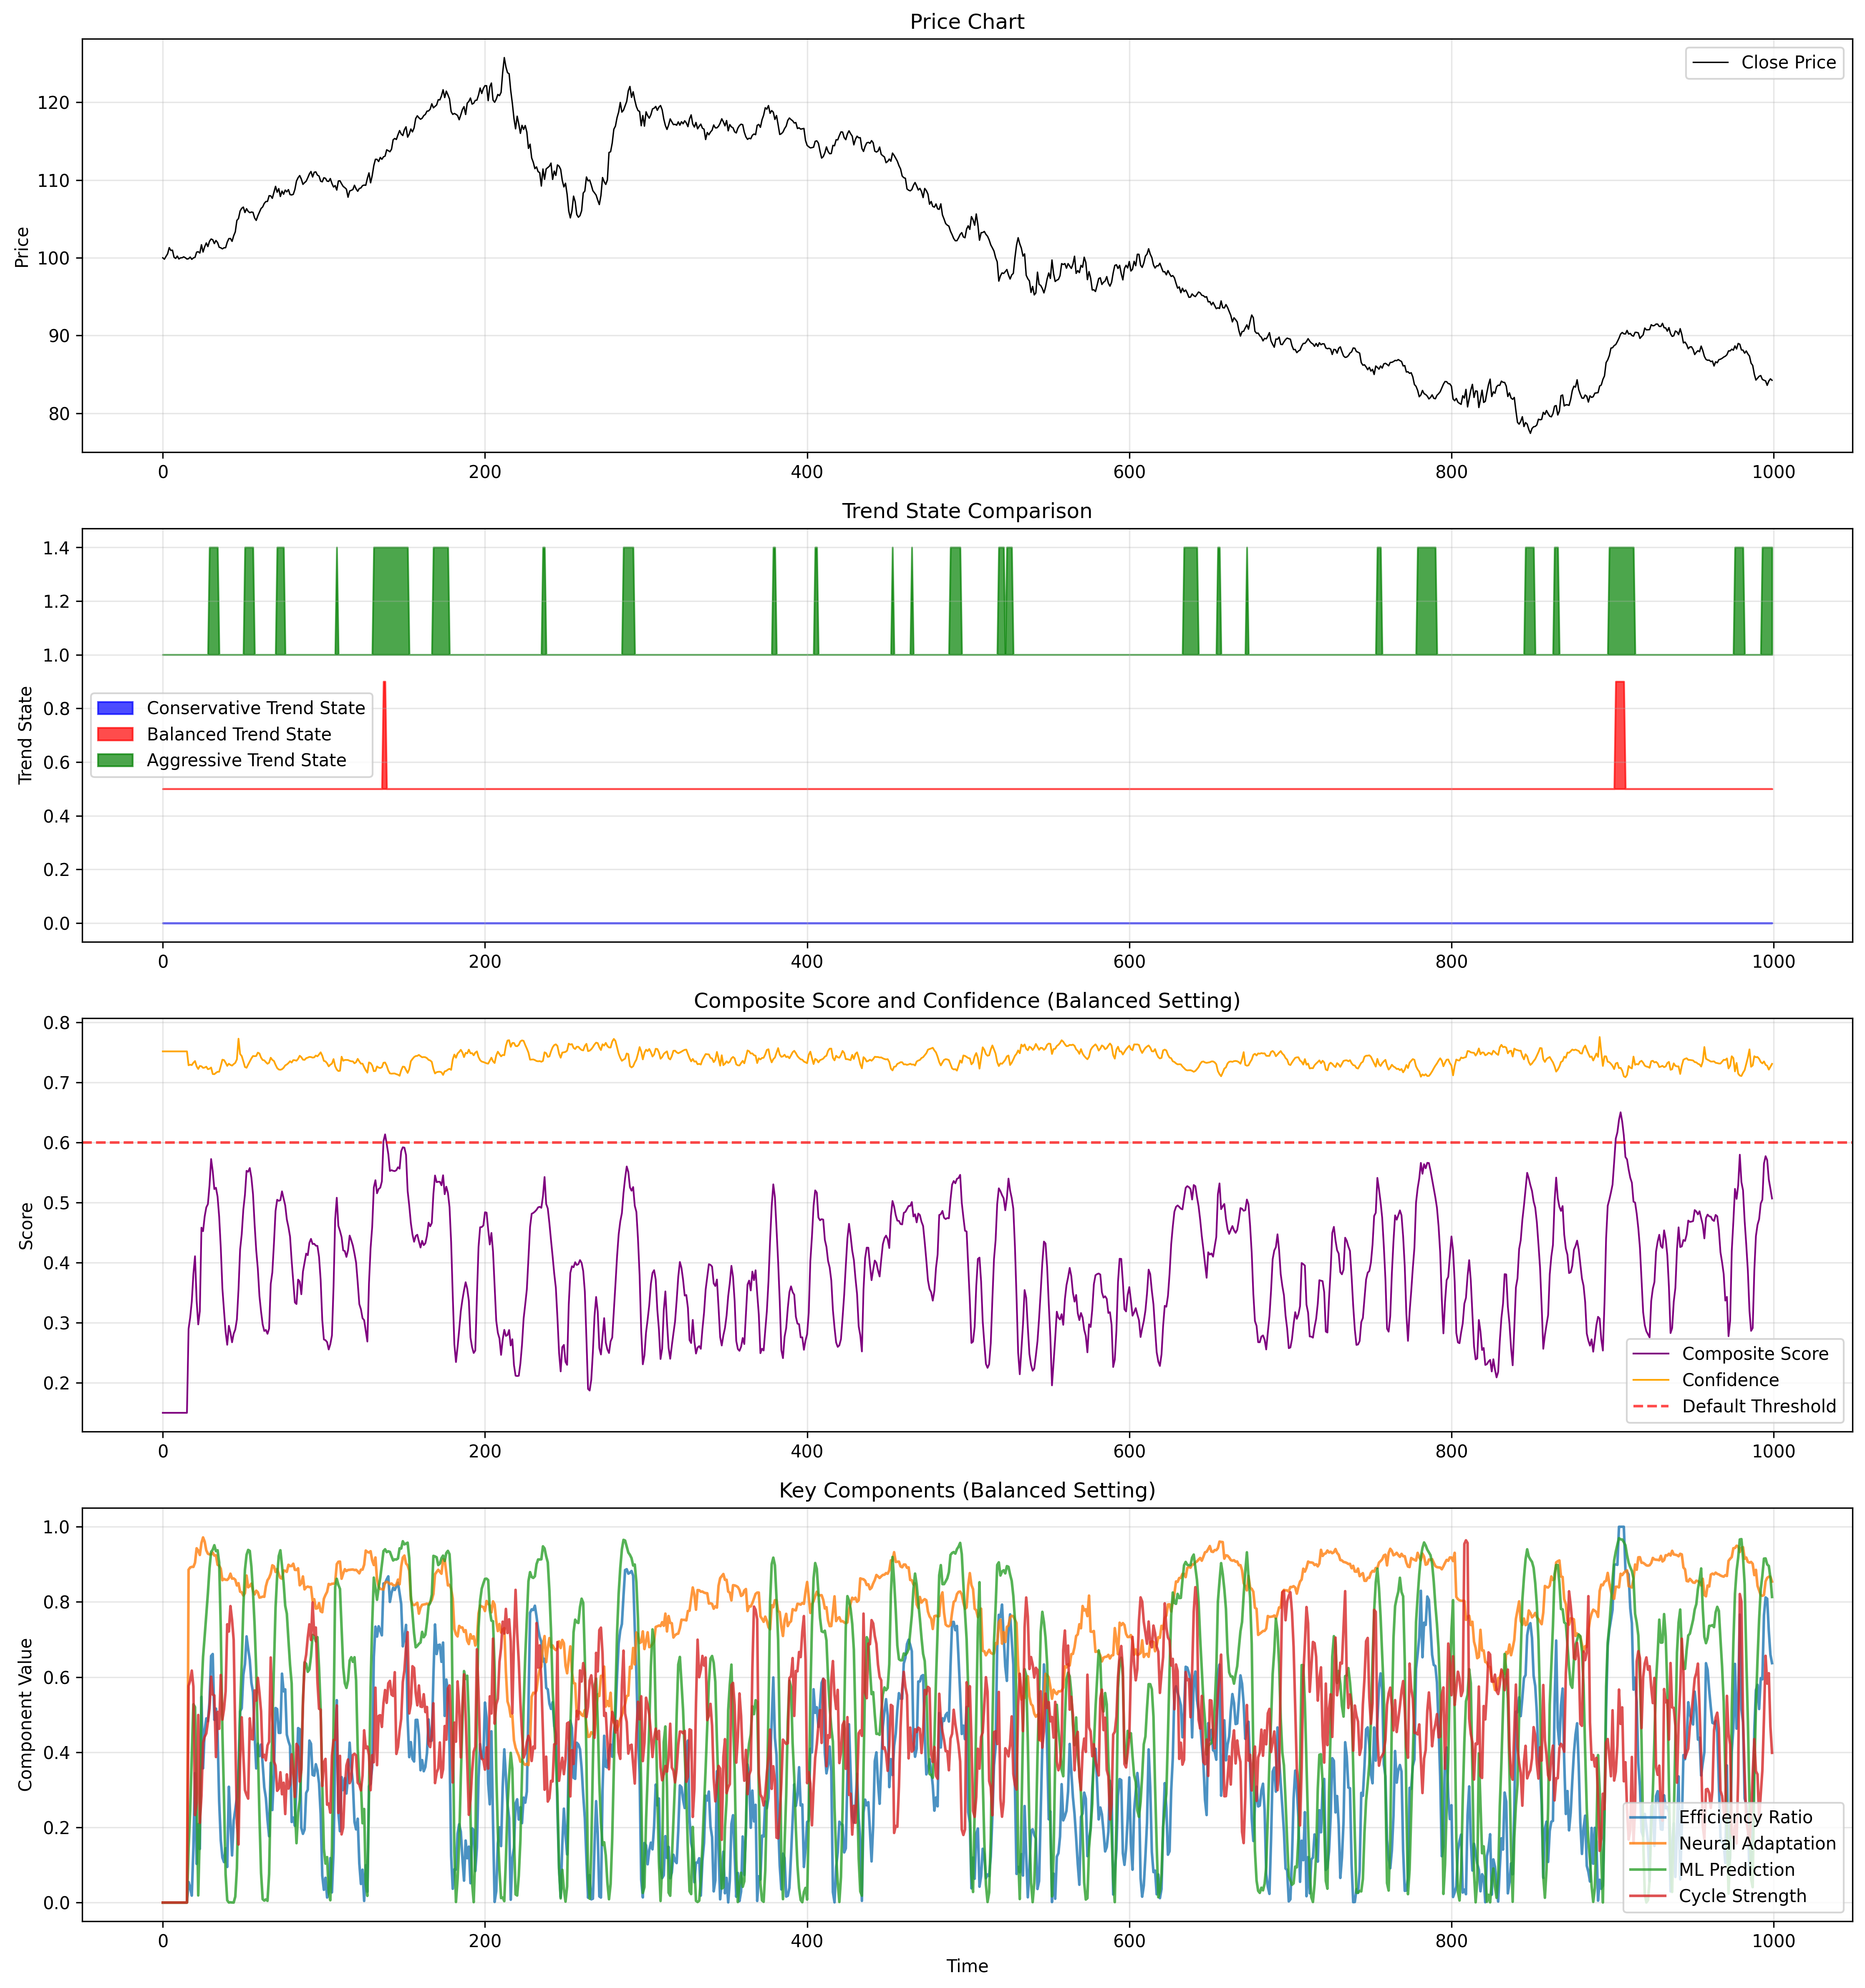 Price Chart
Close Price
120
110
100
90
80
Price
0 200 400 600 800 1000
Trend State Comparison
1.4
1.2
1.0
0.8
0.6
0.4
0.2
0.0
Trend State
Conservative Trend State
Balanced Trend State
Aggressive Trend State
0 200 400 600 800 1000
Composite Score and Confidence (Balanced Setting)
0.8
0.7
0.6
0.5
0.4
0.3
0.2
Score
Composite Score
Confidence
Default Threshold
0 200 400 600 800 1000
Key Components (Balanced Setting)
1.0
0.8
0.6
0.4
0.2
0.0
Component Value
Efficiency Ratio
Neural Adaptation
ML Prediction
Cycle Strength
0 200 400 600 800 1000
Time